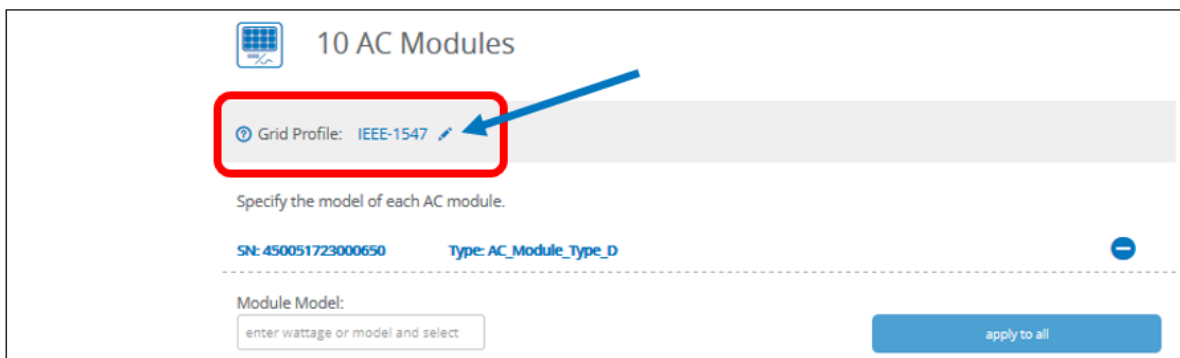 10 AC Modules
Grid Profile: IEEE-1547
Specify the model of each AC module.
SN: 450051723000650 Type: AC_Module_Type_D
Module Model:
enter wattage or model and select apply to all